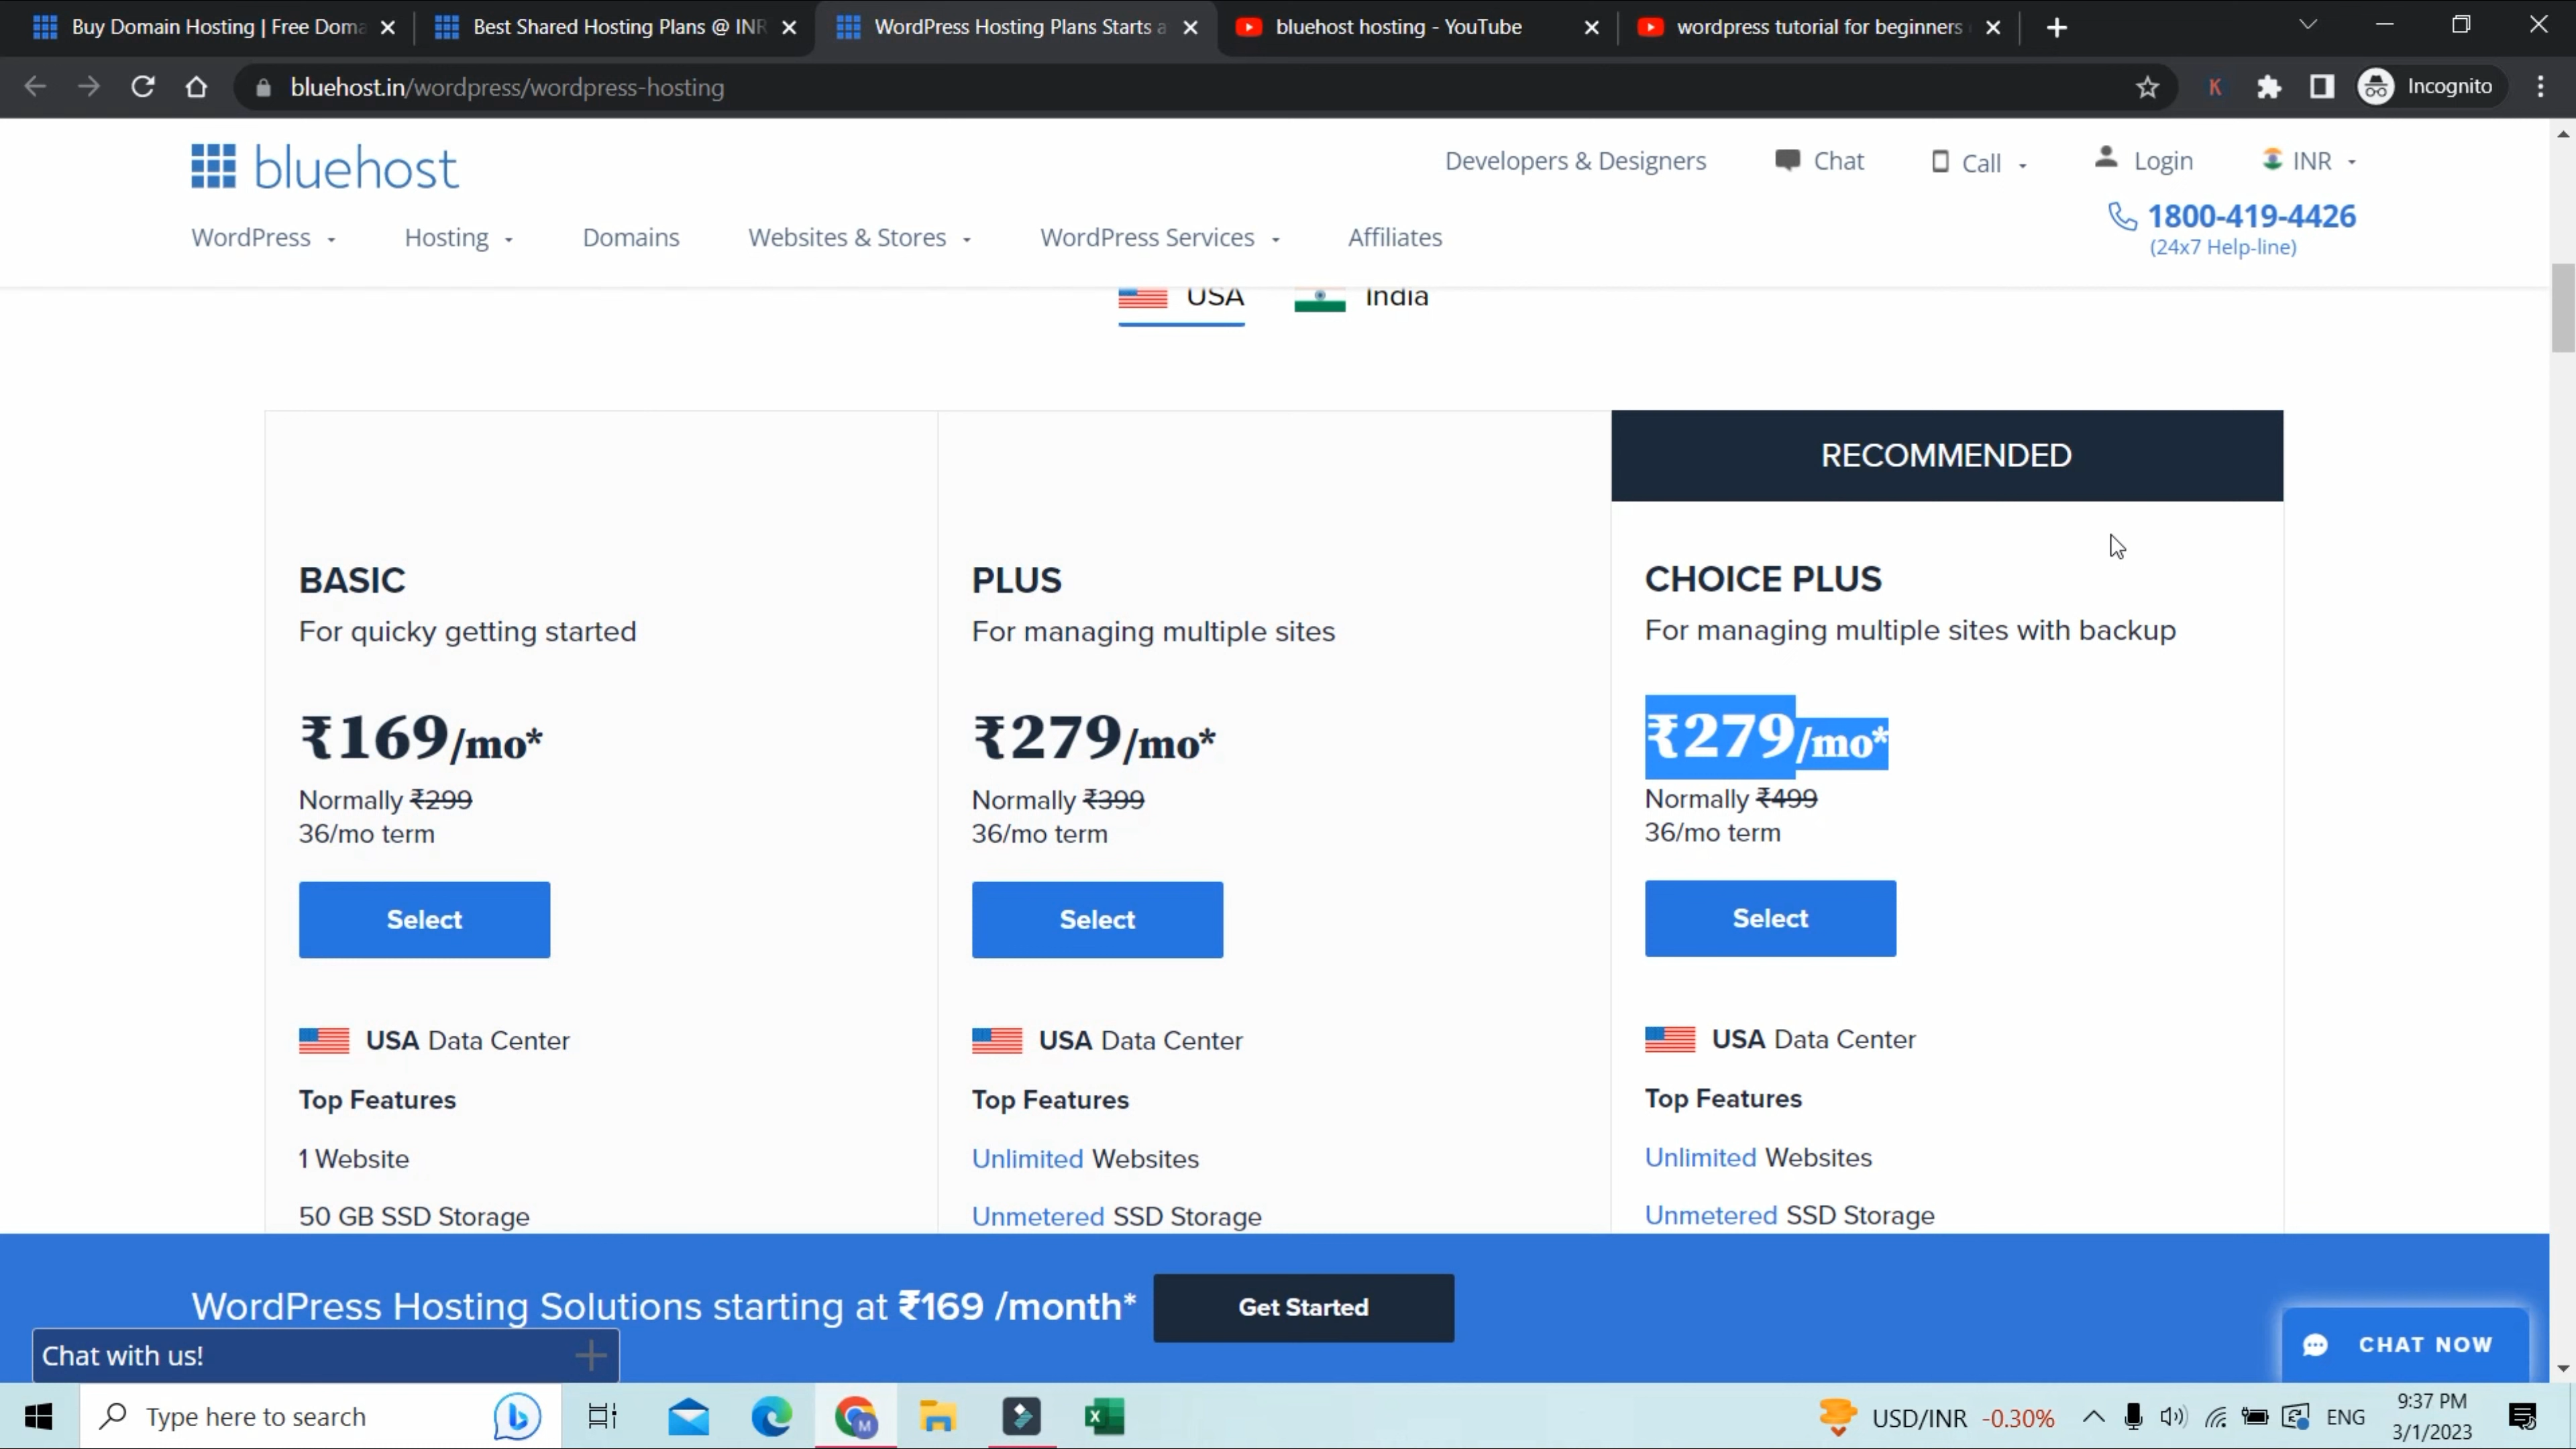 Buy Domain Hosting | Free Doma
Best Shared Hosting Plans @ INR
WordPress Hosting Plans Starts a
bluehost hosting - YouTube
wordpress tutorial for beginners
bluehost.in/wordpress/wordpress-hosting
K
Incognito
bluehost
Developers & Designers
Chat
Call
Login
INR
1800-419-4426
(24x7 Help-line)
WordPress
Hosting
Domains
Websites & Stores
WordPress Services
Affiliates
USA
India
RECOMMENDED
BASIC
For quicky getting started
₹169/mo*
Normally ₹299
36/mo term
Select
USA Data Center
Top Features
1 Website
50 GB SSD Storage
PLUS
For managing multiple sites
₹279/mo*
Normally ₹399
36/mo term
Select
USA Data Center
Top Features
Unlimited Websites
Unmetered SSD Storage
CHOICE PLUS
For managing multiple sites with backup
₹279/mo*
Normally ₹499
36/mo term
Select
USA Data Center
Top Features
Unlimited Websites
Unmetered SSD Storage
WordPress Hosting Solutions starting at ₹169 /month*
Get Started
Chat with us!
CHAT NOW
Type here to search
M
USD/INR -0.30%
ENG
9:37 PM
3/1/2023